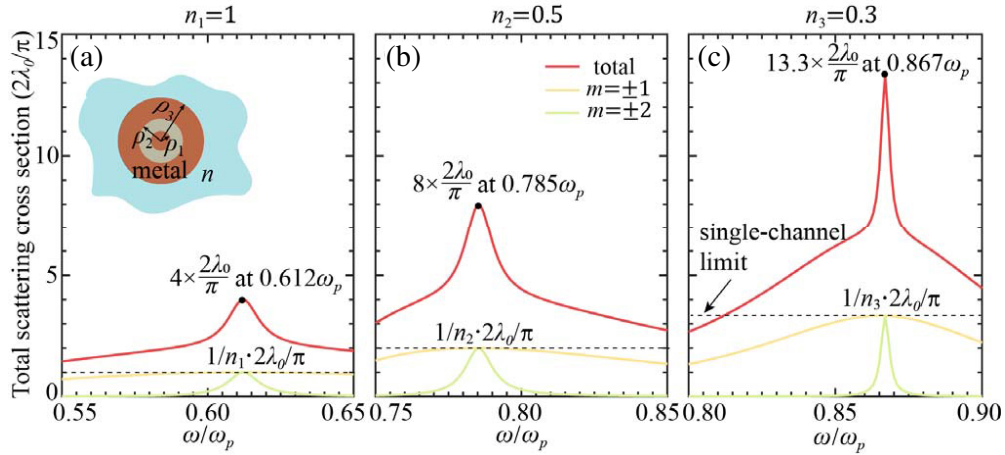 n₁=1
n₂=0.5
n₃=0.3
Total scattering cross section (2λ₀/π)
15
10
5
0
(a)
ρ₃
ρ₂
ρ₁
metal
n
4×2λ₀/π at 0.612ωₚ
1/n₁·2λ₀/π
0.55
0.60
0.65
ω/ωₚ
(b)
total
m=±1
m=±2
8×2λ₀/π at 0.785ωₚ
1/n₂·2λ₀/π
0.75
0.80
0.85
ω/ωₚ
(c)
13.3×2λ₀/π at 0.867ωₚ
single-channel
limit
1/n₃·2λ₀/π
0.80
0.85
0.90
ω/ωₚ